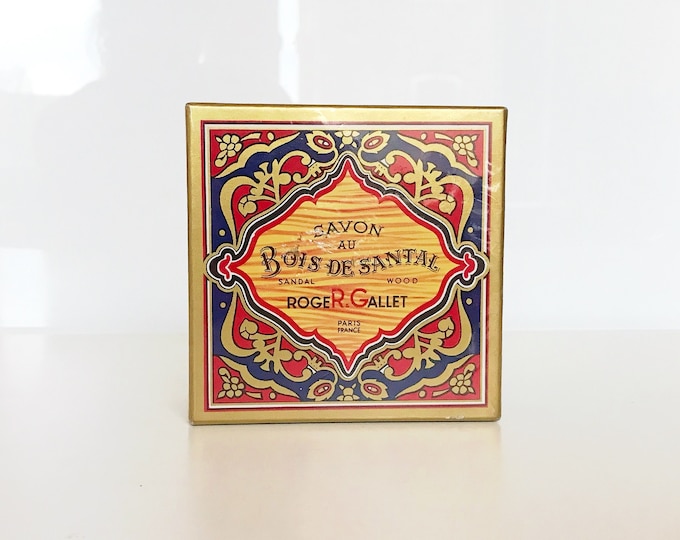 SAVON
AU
BOIS DE SANTAL
SANDAL WOOD
ROGER.GALLET
PARIS
FRANCE